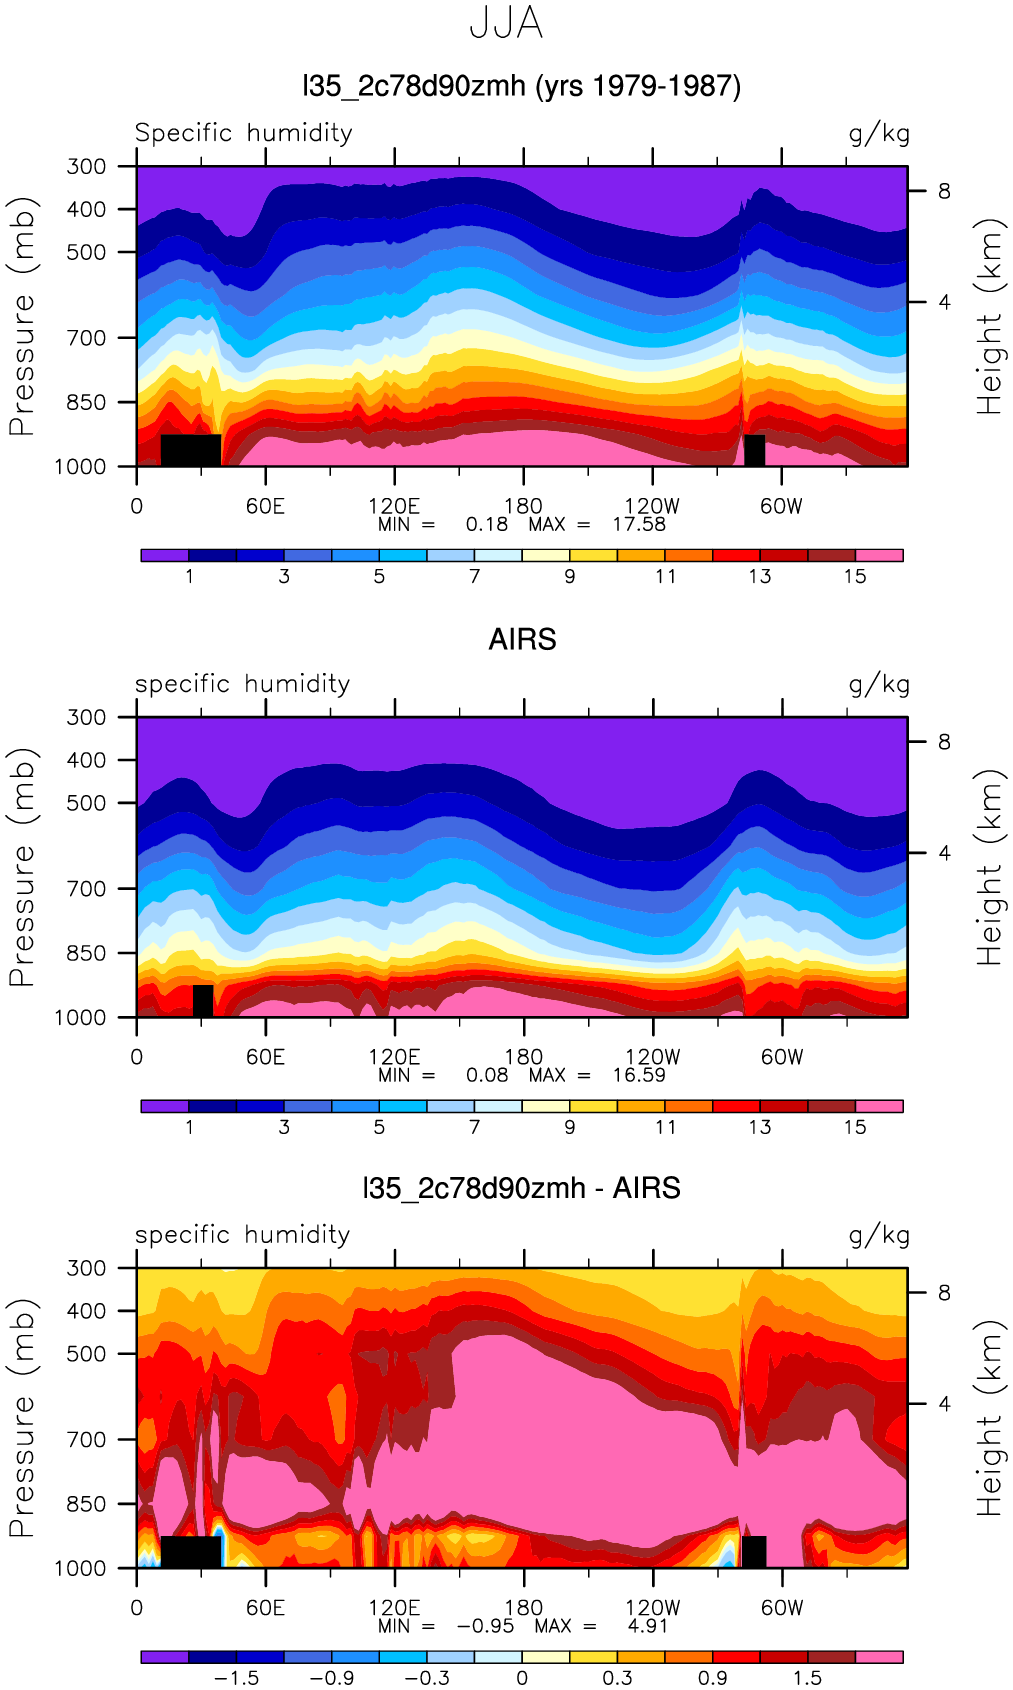 JJA
l35_2c78d90zmh (yrs 1979-1987)
Specific humidity g/kg
300
400
500
700
850
1000
Pressure (mb)
8
4
Height (km)
0 60E 120E 180 120W 60W
MIN = 0.18 MAX = 17.58
1 3 5 7 9 11 13 15
AIRS
specific humidity g/kg
300
400
500
700
850
1000
Pressure (mb)
8
4
Height (km)
0 60E 120E 180 120W 60W
MIN = 0.08 MAX = 16.59
1 3 5 7 9 11 13 15
l35_2c78d90zmh - AIRS
specific humidity g/kg
300
400
500
700
850
1000
Pressure (mb)
8
4
Height (km)
0 60E 120E 180 120W 60W
MIN = −0.95 MAX = 4.91
−1.5 −0.9 −0.3 0 0.3 0.9 1.5